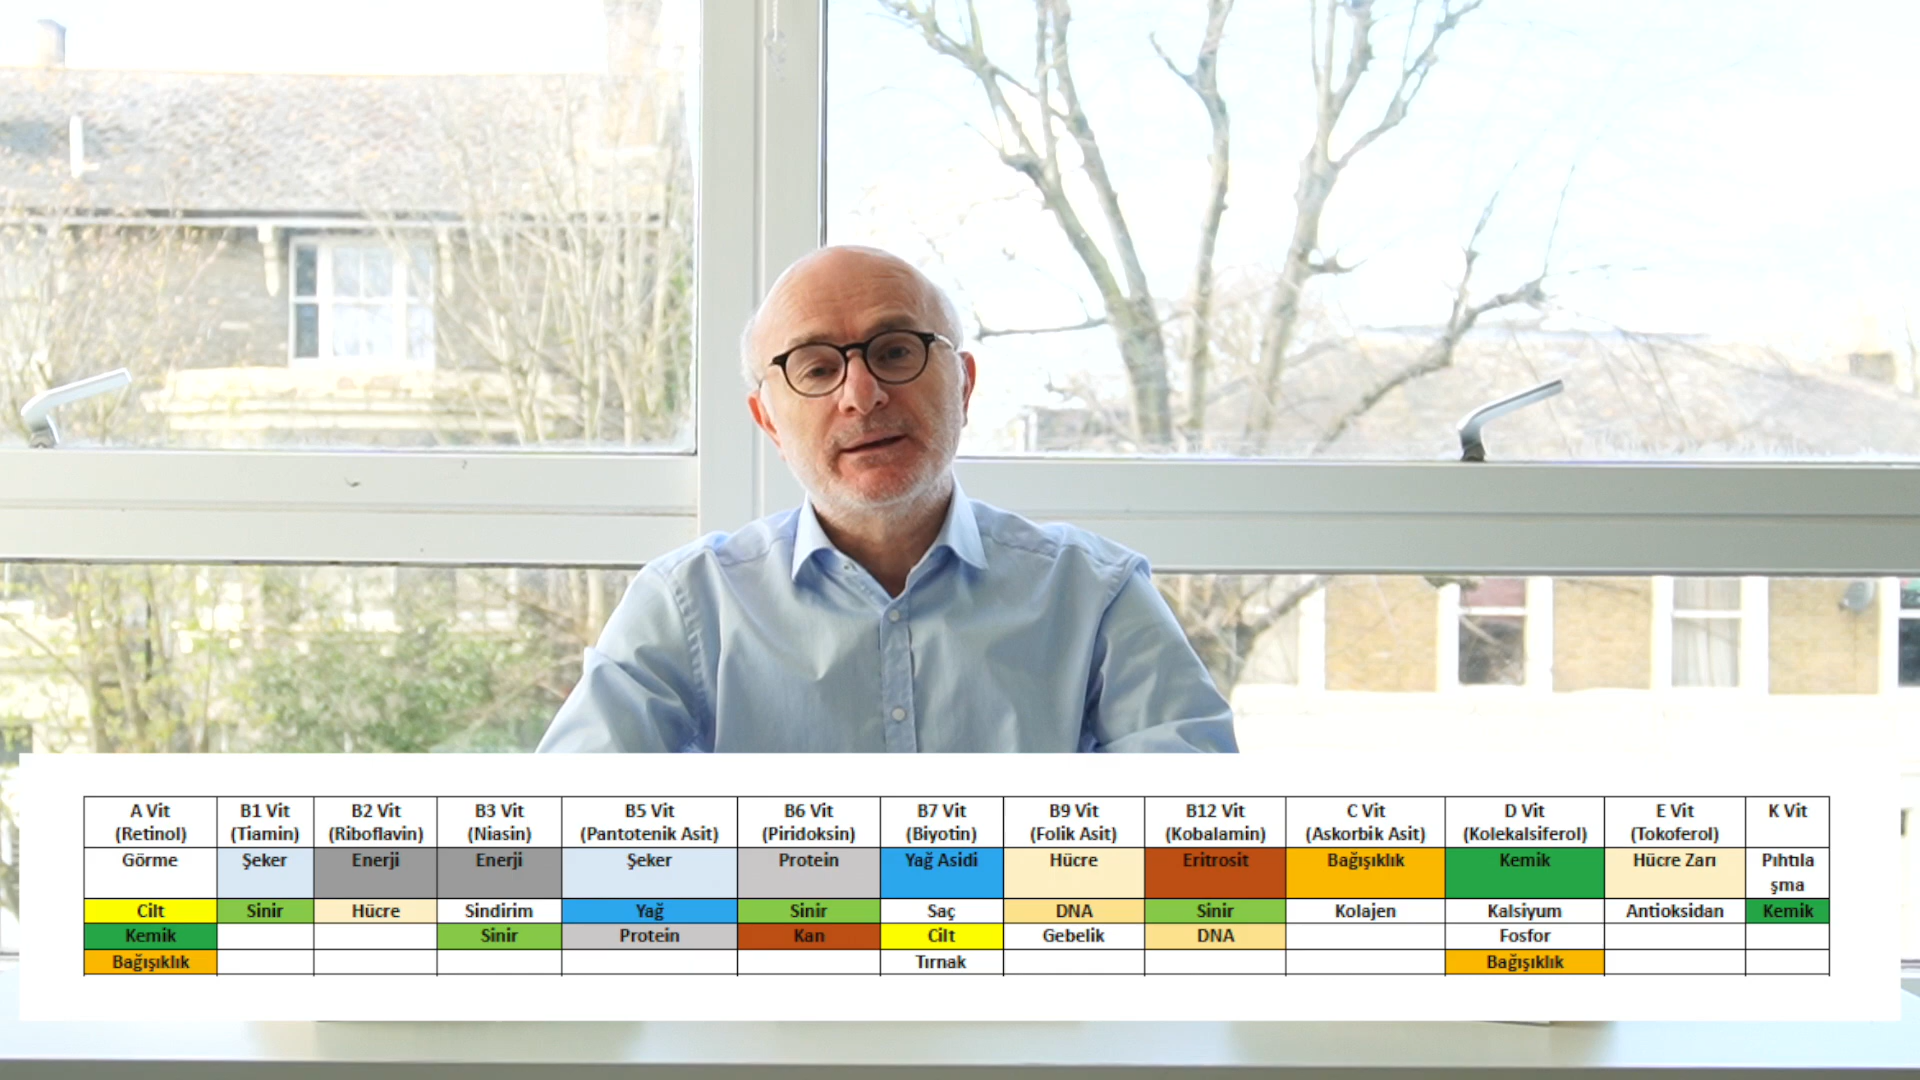 A Vit B1 Vit B2 Vit B3 Vit B5 Vit B6 Vit B7 Vit B9 Vit B12 Vit C Vit D Vit E Vit K Vit
(Retinol) (Tiamin) (Riboflavin) (Niasin) (Pantotenik Asit) (Piridoksin) (Biyotin) (Folik Asit) (Kobalamin) (Askorbik Asit) (Kolekalsiferol) (Tokoferol)
Görme Şeker Enerji Enerji Şeker Protein Yağ Asidi Hücre Eritrosit Bağışıklık Kemik Hücre Zarı Pıhtıla
şma
Cilt Sinir Hücre Sindirim Yağ Sinir Saç DNA Sinir Kolajen Kalsiyum Antioksidan Kemik
Kemik Sinir Protein Kan Cilt Gebelik DNA Fosfor
Bağışıklık Tırnak Bağışıklık